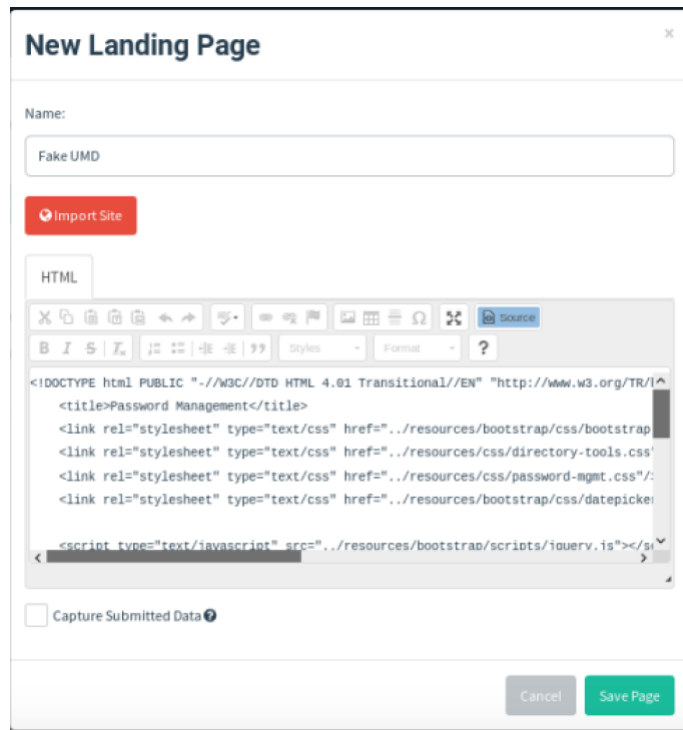 New Landing Page
×
Name:
Fake UMD
Import Site
HTML
Source
B I S Tx Styles Format ?
<!DOCTYPE html PUBLIC "-//W3C//DTD HTML 4.01 Transitional//EN" "http://www.w3.org/TR/
<title>Password Management</title>
<link rel="stylesheet" type="text/css" href="../resources/bootstrap/css/bootstrap
<link rel="stylesheet" type="text/css" href="../resources/css/directory-tools.css"
<link rel="stylesheet" type="text/css" href="../resources/css/password-mgmt.css"/>
<link rel="stylesheet" type="text/css" href="../resources/bootstrap/css/datepicke
<script type="text/javascript" src="../resources/bootstrap/scripts/jquery.js"></s
Capture Submitted Data
Cancel Save Page